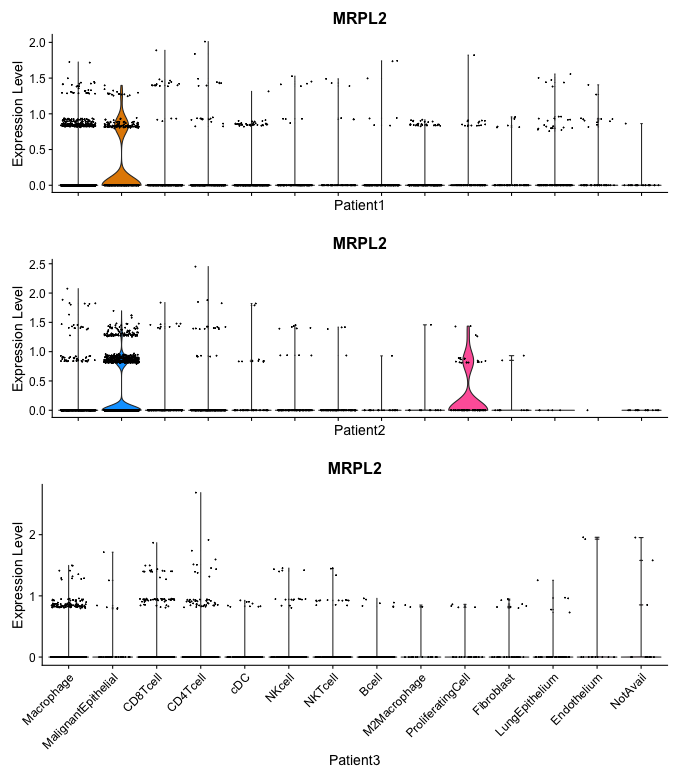 MRPL2
Expression Level
2.0
1.5
1.0
0.5
0.0
Patient1
MRPL2
Expression Level
2.5
2.0
1.5
1.0
0.5
0.0
Patient2
MRPL2
Expression Level
2
1
0
Macrophage
MalignantEpithelial
CD8Tcell
CD4Tcell
cDC
NKcell
NKTcell
Bcell
M2Macrophage
ProliferatingCell
Fibroblast
LungEpithelium
Endothelium
NotAvail
Patient3